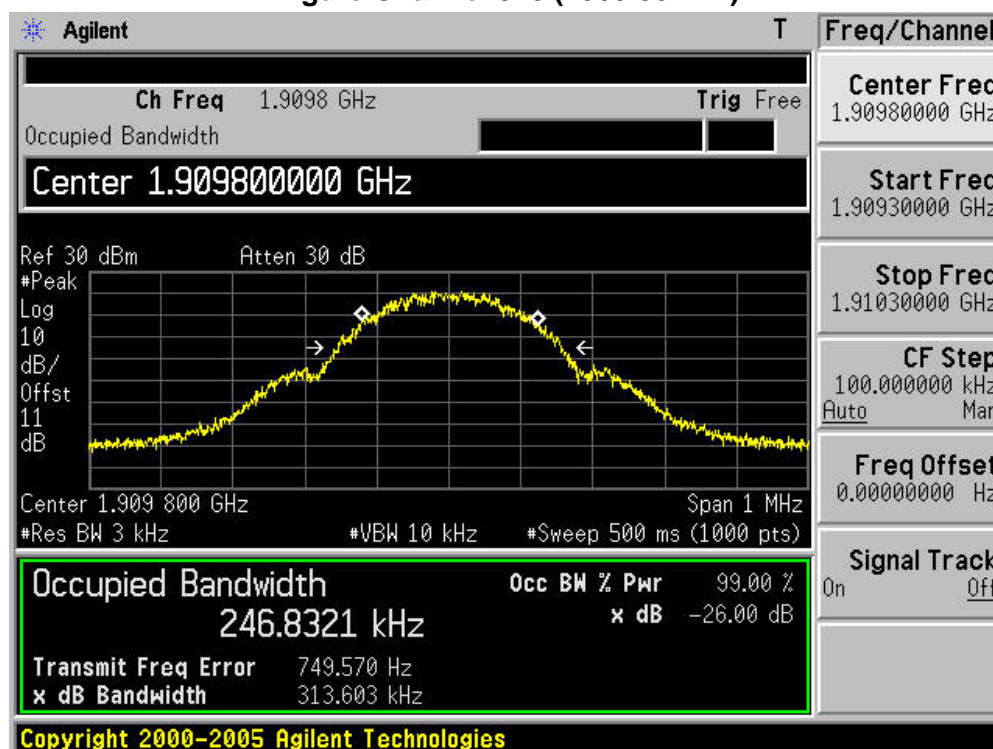 Agilent T
Freq/Channel
Ch Freq 1.9098 GHz Trig Free
Occupied Bandwidth
Center 1.909800000 GHz
Ref 30 dBm Atten 30 dB
#Peak
Log
10
dB/
Offst
11
dB
Center 1.909 800 GHz Span 1 MHz
#Res BW 3 kHz #VBW 10 kHz #Sweep 500 ms (1000 pts)
Occupied Bandwidth Occ BW % Pwr 99.00 %
246.8321 kHz x dB -26.00 dB
Transmit Freq Error 749.570 Hz
x dB Bandwidth 313.603 kHz
Copyright 2000-2005 Agilent Technologies
Center Freq
1.90980000 GHz
Start Freq
1.90930000 GHz
Stop Freq
1.91030000 GHz
CF Step
100.000000 kHz
Auto Man
Freq Offset
0.00000000 Hz
Signal Track
On Off